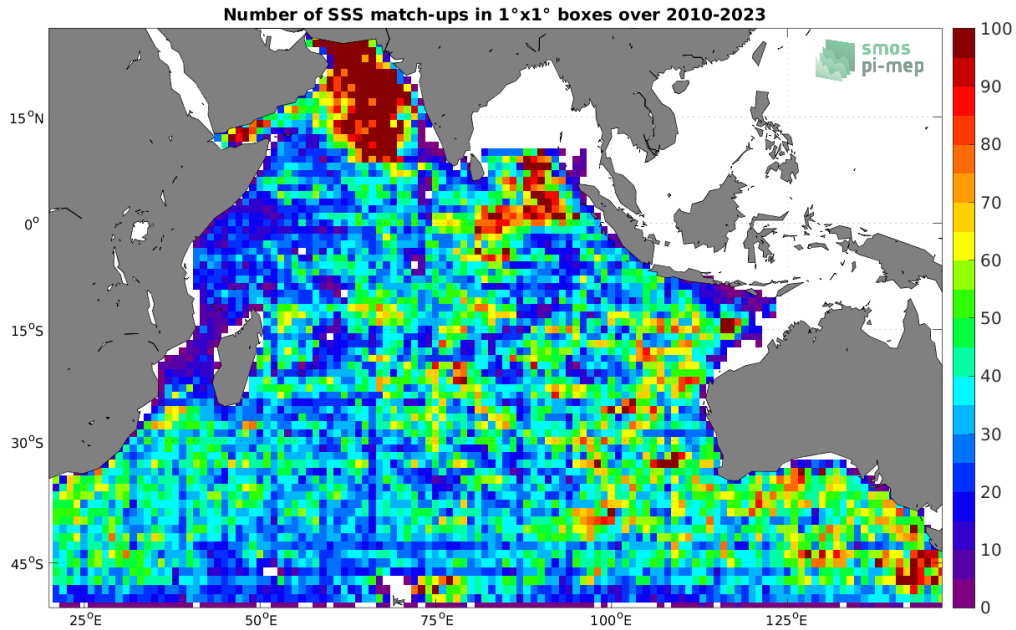 Number of SSS match-ups in 1°x1° boxes over 2010-2023
smos
pi-mep
15°N
0°
15°S
30°S
45°S
25°E
50°E
75°E
100°E
125°E
100
90
80
70
60
50
40
30
20
10
0